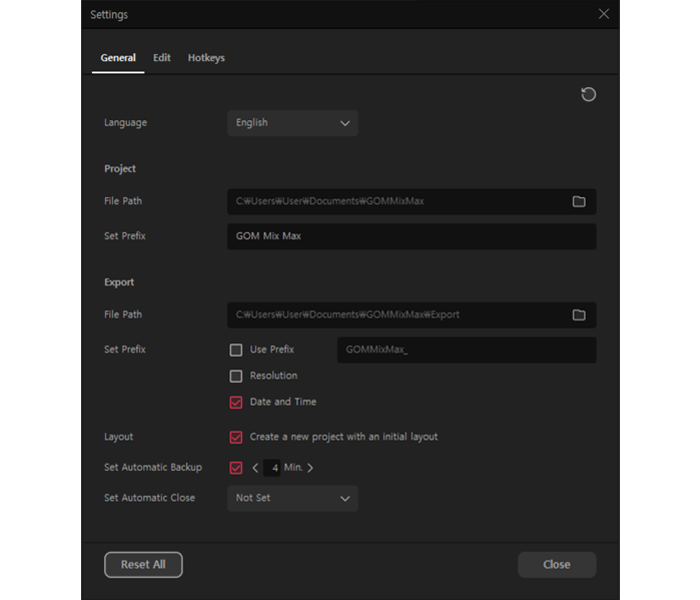 Settings
General Edit Hotkeys
Language English
Project
File Path C:₩Users₩User₩Documents₩GOMMixMax
Set Prefix GOM Mix Max
Export
File Path C:₩Users₩User₩Documents₩GOMMixMax₩Export
Set Prefix Use Prefix GOMMixMax_
Resolution
Date and Time
Layout Create a new project with an initial layout
Set Automatic Backup 4 Min.
Set Automatic Close Not Set
Reset All Close